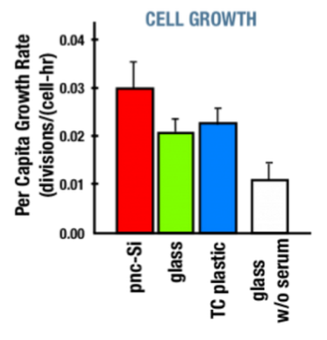 CELL GROWTH
Per Capita Growth Rate
(divisions/(cell-hr)
0.04
0.03
0.02
0.01
0.00
pnc-Si
glass
TC plastic
glass
w/o serum